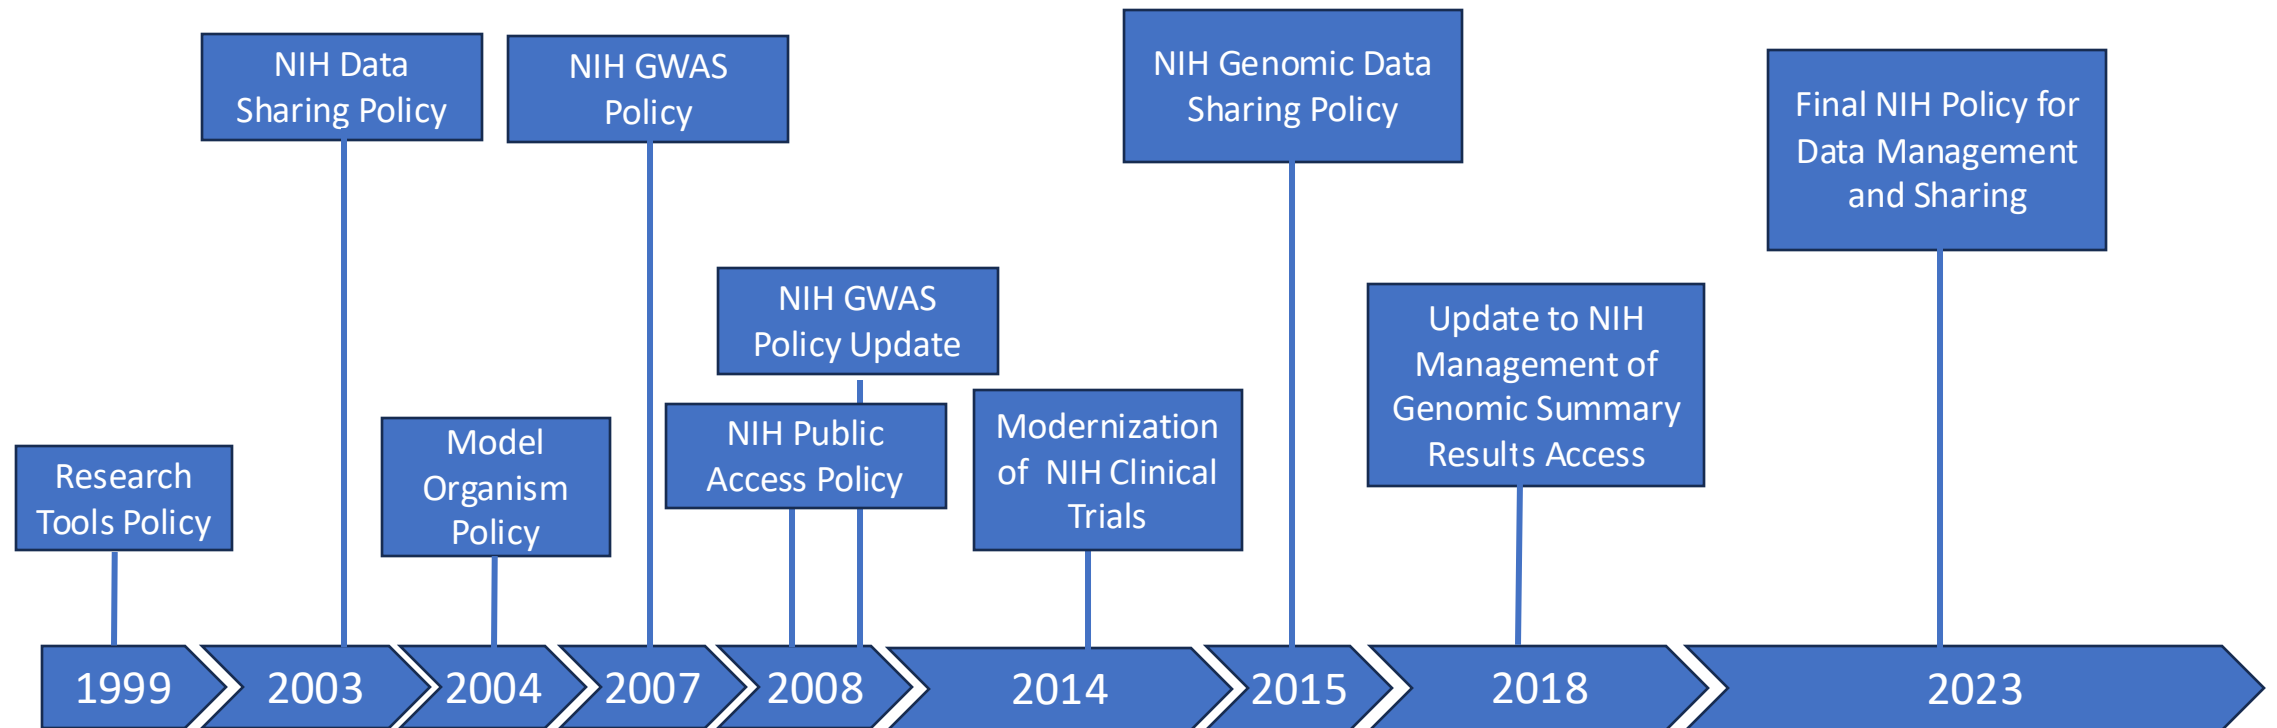 NIH Data
Sharing Policy
NIH GWAS
Policy
NIH Genomic Data
Sharing Policy
Final NIH Policy for
Data Management
and Sharing
NIH GWAS
Policy Update
Update to NIH
Management of
Genomic Summary
Results Access
Research
Tools Policy
Model
Organism
Policy
NIH Public
Access Policy
Modernization
of NIH Clinical
Trials
1999
2003
2004
2007
2008
2014
2015
2018
2023